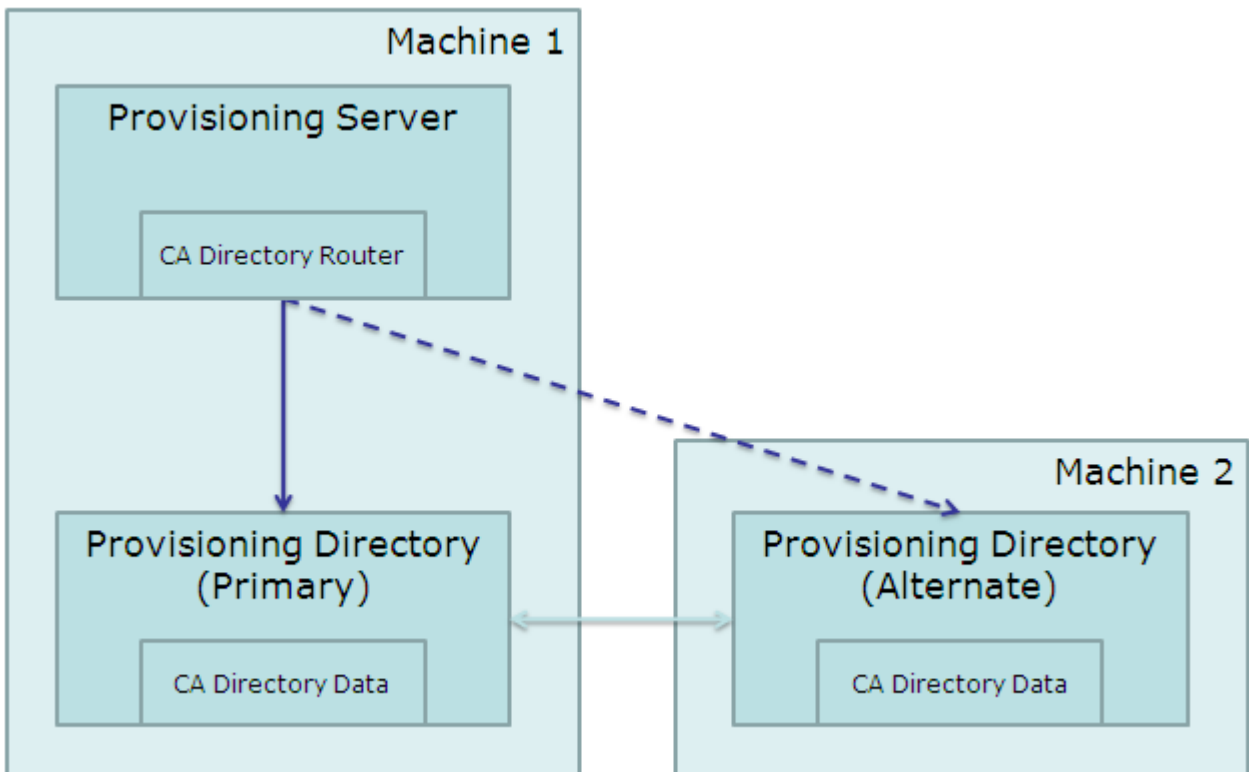 Machine 1
Provisioning Server
CA Directory Router
Provisioning Directory
(Primary)
CA Directory Data
Machine 2
Provisioning Directory
(Alternate)
CA Directory Data